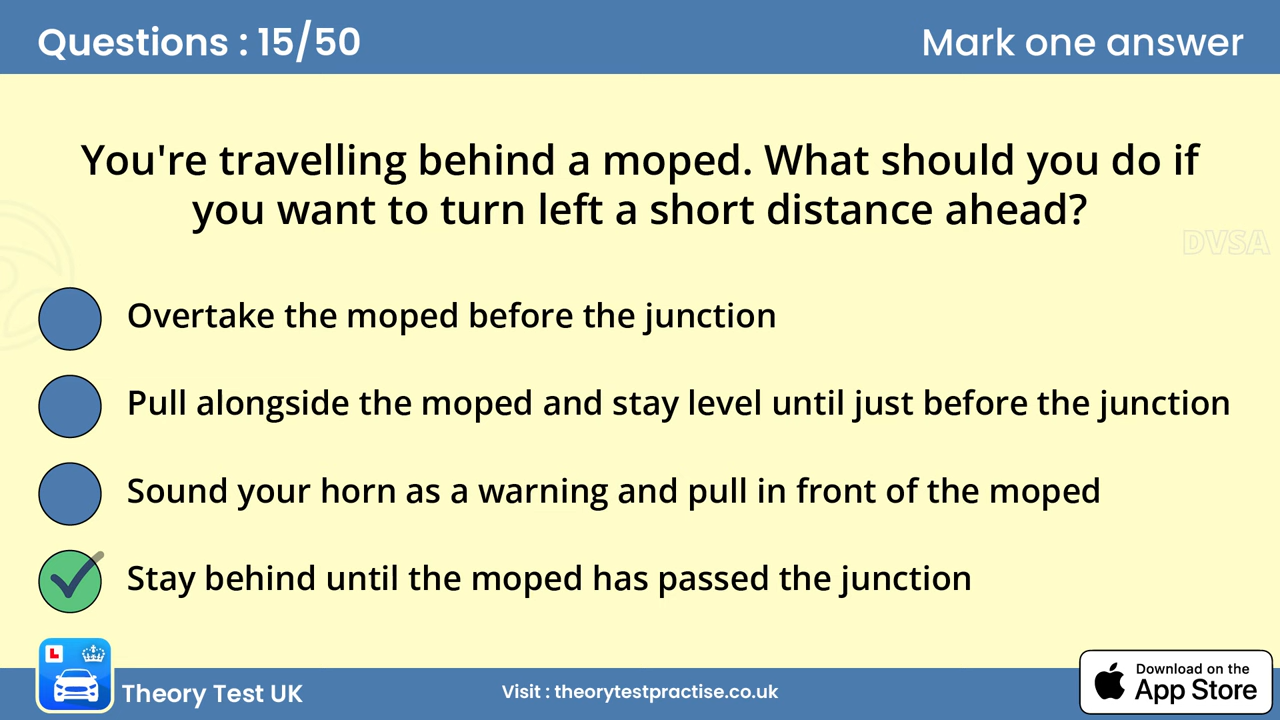 Questions : 15/50
Mark one answer
You're travelling behind a moped. What should you do if
you want to turn left a short distance ahead?
DVSA
Overtake the moped before the junction
Pull alongside the moped and stay level until just before the junction
Sound your horn as a warning and pull in front of the moped
Stay behind until the moped has passed the junction
L
Theory Test UK
Visit : theorytestpractise.co.uk
Download on the
App Store